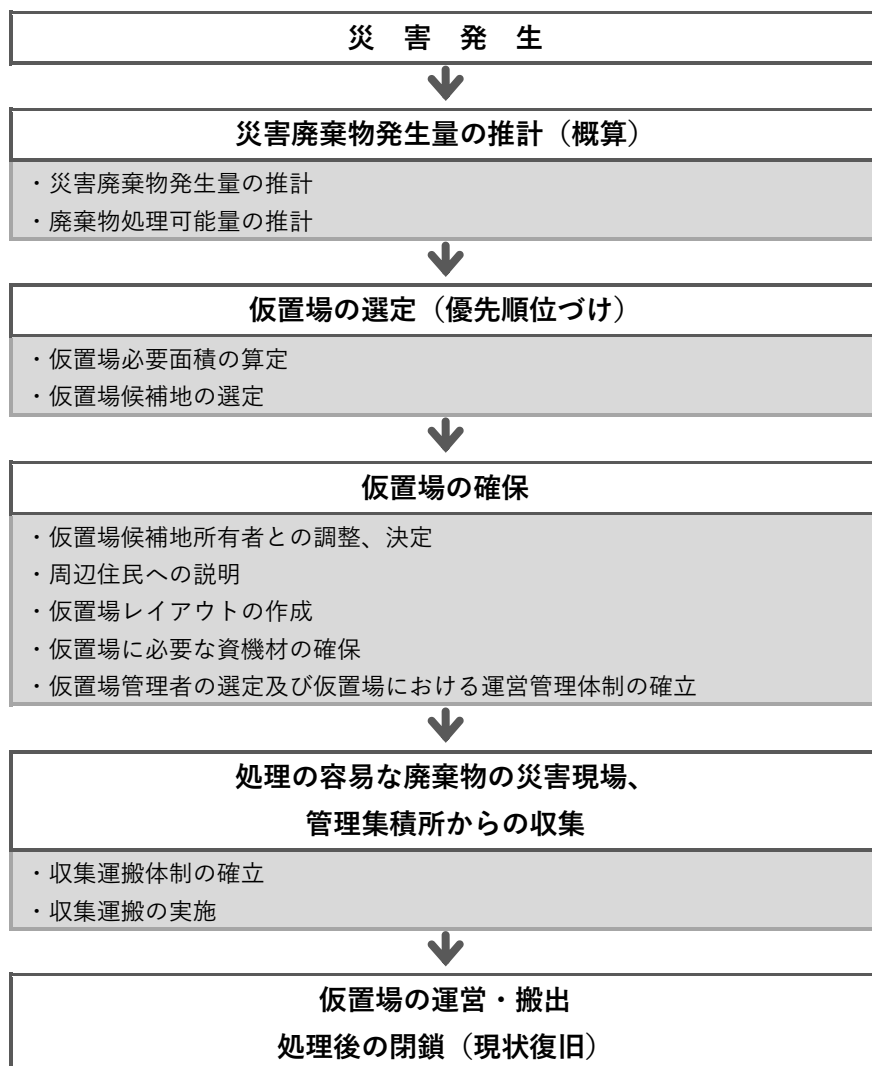 災　害　発　生
災害廃棄物発生量の推計（概算）
・災害廃棄物発生量の推計
・廃棄物処理可能量の推計
仮置場の選定（優先順位づけ）
・仮置場必要面積の算定
・仮置場候補地の選定
仮置場の確保
・仮置場候補地所有者との調整、決定
・周辺住民への説明
・仮置場レイアウトの作成
・仮置場に必要な資機材の確保
・仮置場管理者の選定及び仮置場における運営管理体制の確立
処理の容易な廃棄物の災害現場、
管理集積所からの収集
・収集運搬体制の確立
・収集運搬の実施
仮置場の運営・搬出
処理後の閉鎖（現状復旧）